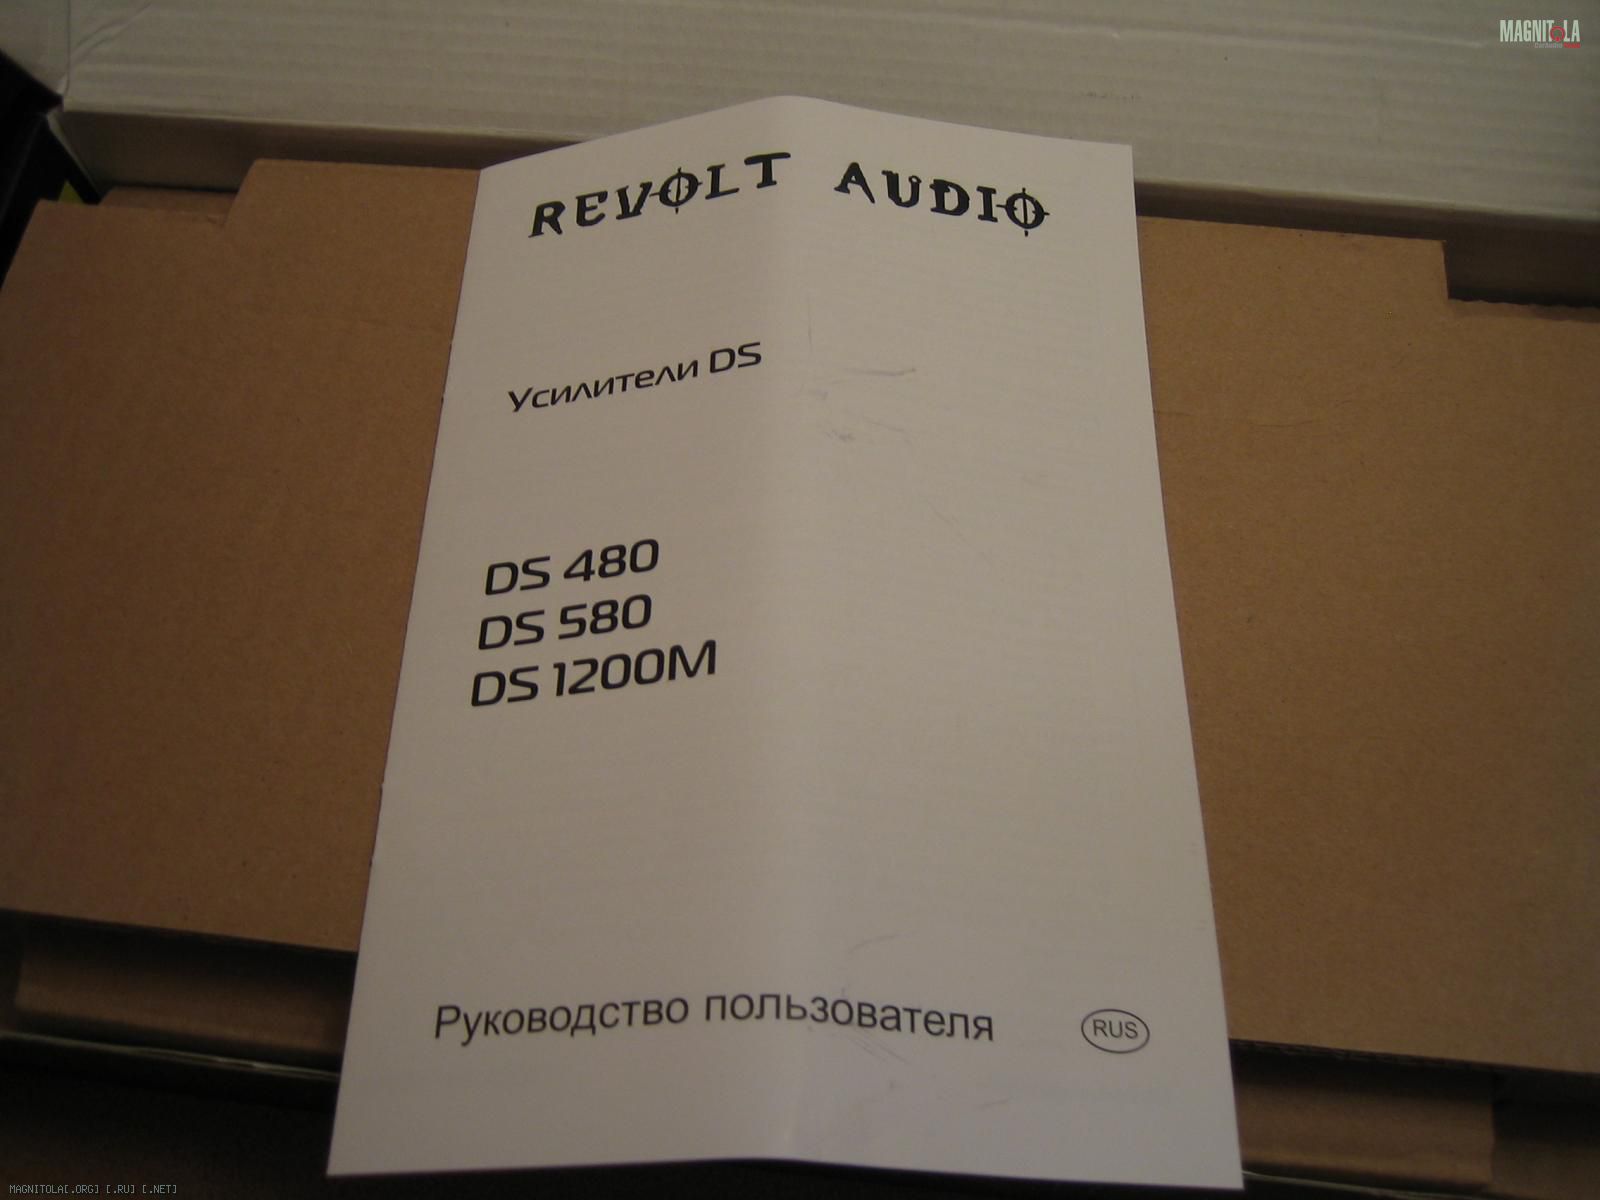 MAGNITOLA
REVOLT AUDIO
Усилители DS
DS 480
DS 580
DS 1200M
Руководство пользователя
RUS
MAGNITOLA[.ORG] [.RU] [.NET]